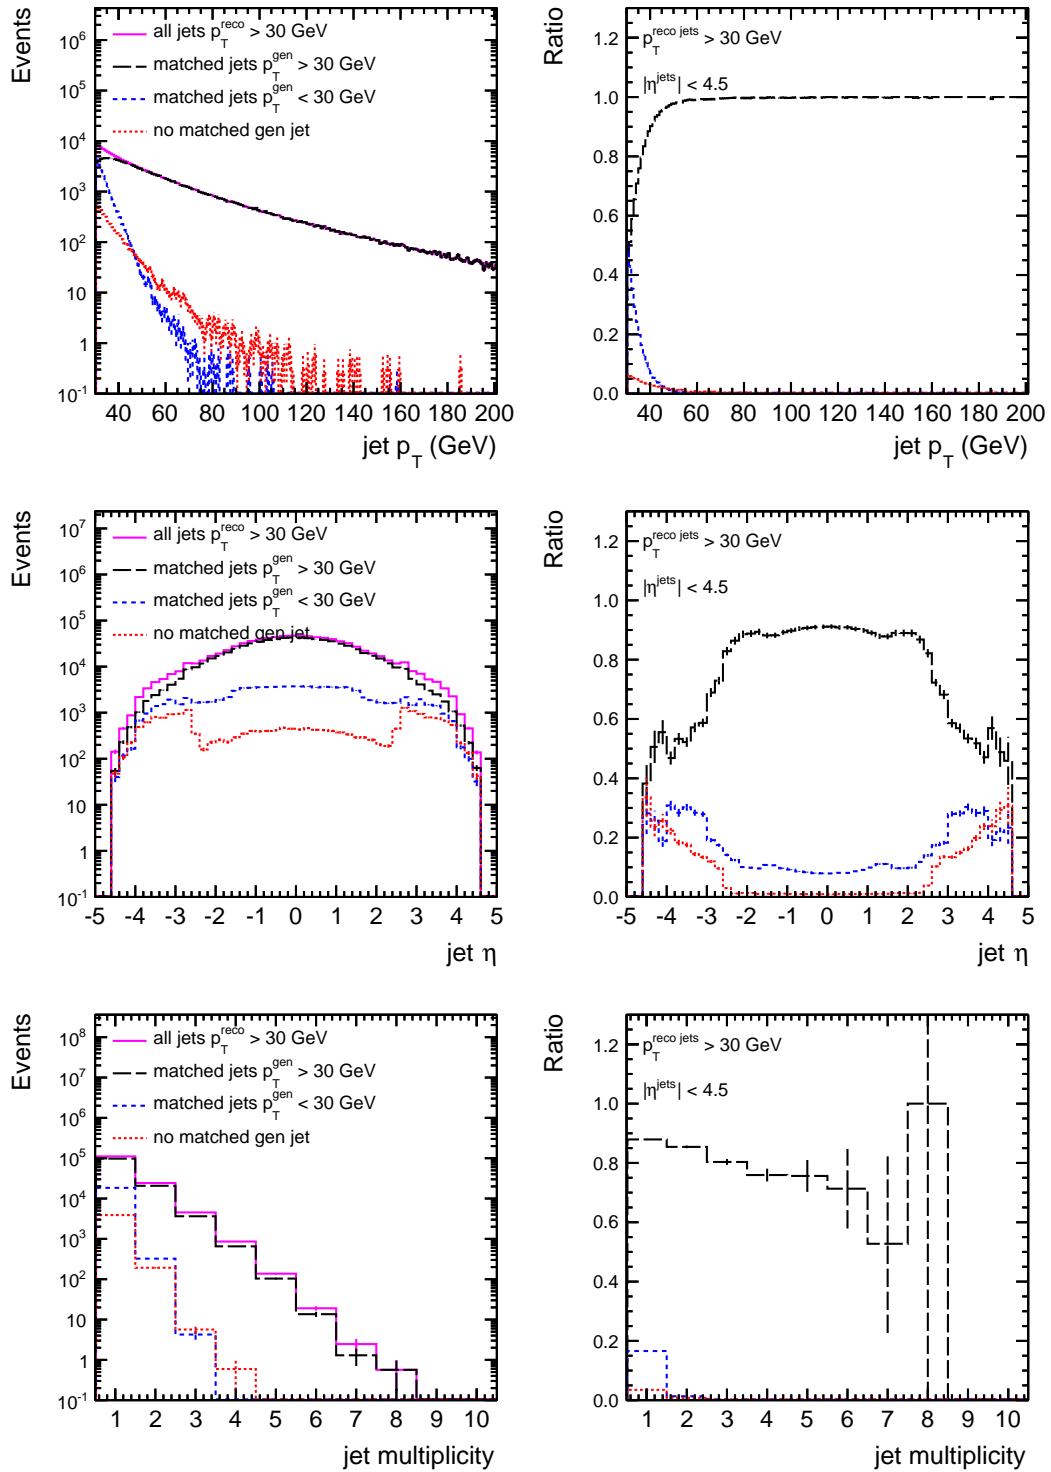 Events
10^6
10^5
10^4
10^3
10^2
10
1
10^-1
all jets p_T^reco > 30 GeV
matched jets p_T^gen > 30 GeV
matched jets p_T^gen < 30 GeV
no matched gen jet
40 60 80 100 120 140 160 180 200
jet p_T (GeV)
Ratio
1.2
1.0
0.8
0.6
0.4
0.2
0.0
p_T^reco jets > 30 GeV
|η^jets| < 4.5
40 60 80 100 120 140 160 180 200
jet p_T (GeV)
Events
10^7
10^6
10^5
10^4
10^3
10^2
10
1
10^-1
all jets p_T^reco > 30 GeV
matched jets p_T^gen > 30 GeV
matched jets p_T^gen < 30 GeV
no matched gen jet
-5 -4 -3 -2 -1 0 1 2 3 4 5
jet η
Ratio
1.2
1.0
0.8
0.6
0.4
0.2
0.0
p_T^reco jets > 30 GeV
|η^jets| < 4.5
-5 -4 -3 -2 -1 0 1 2 3 4 5
jet η
Events
10^8
10^7
10^6
10^5
10^4
10^3
10^2
10
1
10^-1
all jets p_T^reco > 30 GeV
matched jets p_T^gen > 30 GeV
matched jets p_T^gen < 30 GeV
no matched gen jet
1 2 3 4 5 6 7 8 9 10
jet multiplicity
Ratio
1.2
1.0
0.8
0.6
0.4
0.2
0.0
p_T^reco jets > 30 GeV
|η^jets| < 4.5
1 2 3 4 5 6 7 8 9 10
jet multiplicity